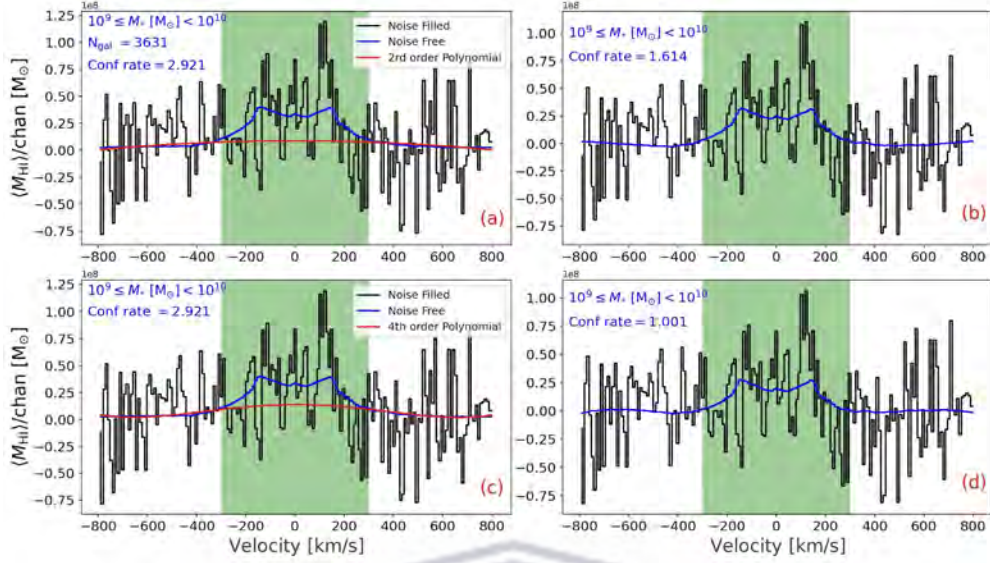 1e8
10⁹ ≤ M⋆ [M⊙] < 10¹⁰
N_gal = 3631
Conf rate = 2.921
Noise Filled
Noise Free
2nd order Polynomial
(a)
1.25
1.00
0.75
0.50
0.25
0.00
−0.25
−0.50
−0.75
⟨M_HI⟩/chan [M⊙]
−800 −600 −400 −200 0 200 400 600 800
1e8
10⁹ ≤ M⋆ [M⊙] < 10¹⁰
Conf rate = 1.614
(b)
1.00
0.75
0.50
0.25
0.00
−0.25
−0.50
−0.75
−800 −600 −400 −200 0 200 400 600 800
1e8
10⁹ ≤ M⋆ [M⊙] < 10¹⁰
Conf rate = 2.921
Noise Filled
Noise Free
4th order Polynomial
(c)
1.25
1.00
0.75
0.50
0.25
0.00
−0.25
−0.50
−0.75
⟨M_HI⟩/chan [M⊙]
−800 −600 −400 −200 0 200 400 600 800
Velocity [km/s]
1e8
10⁹ ≤ M⋆ [M⊙] < 10¹⁰
Conf rate = 1.001
(d)
1.00
0.75
0.50
0.25
0.00
−0.25
−0.50
−0.75
−800 −600 −400 −200 0 200 400 600 800
Velocity [km/s]